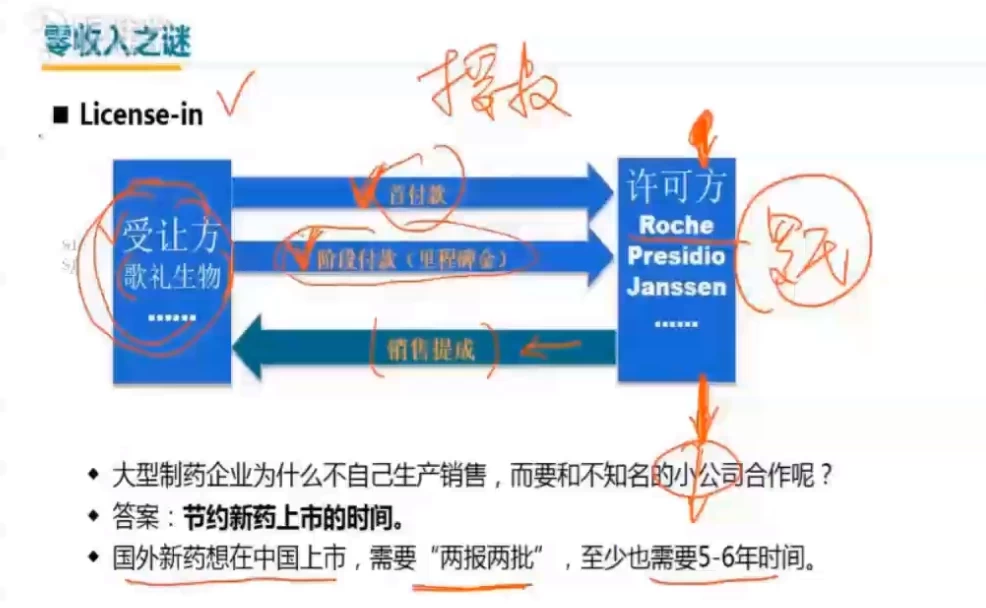 零收入之谜
■ License-in
授权
首付款
阶段付款（里程碑金）
销售提成
受让方
歌礼生物
……
许可方
Roche
Presidio
Janssen
……
罗氏
◆ 大型制药企业为什么不自己生产销售，而要和不知名的小公司合作呢？
◆ 答案：节约新药上市的时间。
◆ 国外新药想在中国上市，需要“两报两批”，至少也需要5-6年时间。